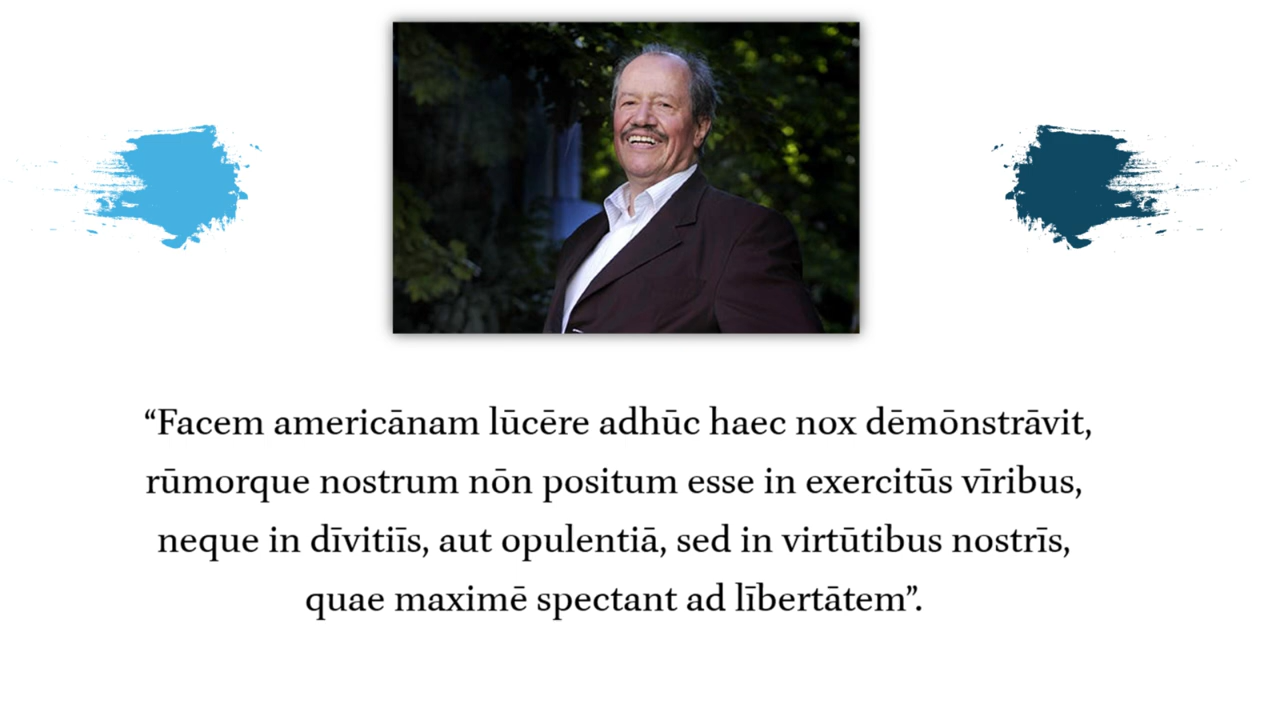 “Facem americānam lūcēre adhūc haec nox dēmōnstrāvit,
rūmorque nostrum nōn positum esse in exercitūs vīribus,
neque in dīvitiīs, aut opulentiā, sed in virtūtibus nostrīs,
quae maximē spectant ad lībertātem”.